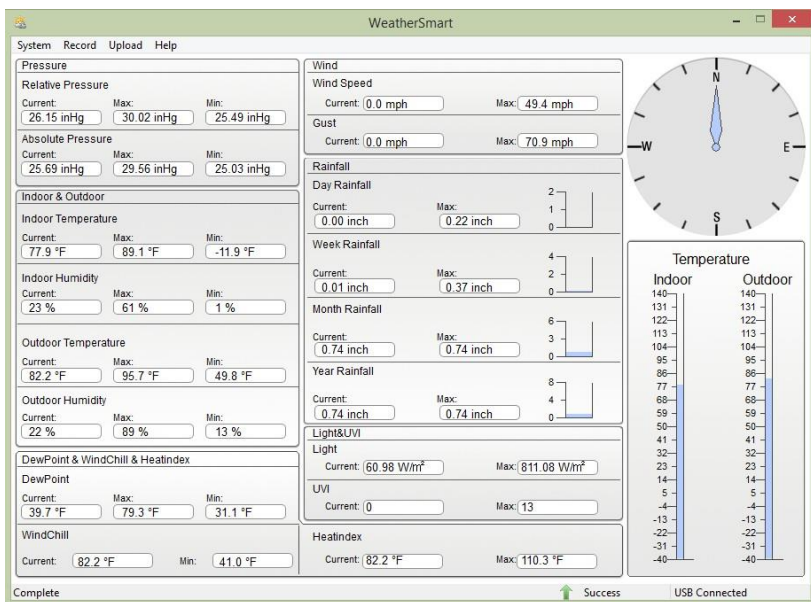 WeatherSmart
System Record Upload Help
Pressure
Relative Pressure
Current: Max: Min:
26.15 inHg 30.02 inHg 25.49 inHg
Absolute Pressure
Current: Max: Min:
25.69 inHg 29.56 inHg 25.03 inHg
Indoor & Outdoor
Indoor Temperature
Current: Max: Min:
77.9 °F 89.1 °F -11.9 °F
Indoor Humidity
Current: Max: Min:
23 % 61 % 1 %
Outdoor Temperature
Current: Max: Min:
82.2 °F 95.7 °F 49.8 °F
Outdoor Humidity
Current: Max: Min:
22 % 89 % 13 %
DewPoint & WindChill & Heatindex
DewPoint
Current: Max: Min:
39.7 °F 79.3 °F 31.1 °F
WindChill
Current: 82.2 °F Min: 41.0 °F
Wind
Wind Speed
Current: 0.0 mph Max: 49.4 mph
Gust
Current: 0.0 mph Max: 70.9 mph
Rainfall
Day Rainfall
Current: Max:
0.00 inch 0.22 inch
2
1
0
Week Rainfall
Current: Max:
0.01 inch 0.37 inch
4
2
0
Month Rainfall
Current: Max:
0.74 inch 0.74 inch
6
3
0
Year Rainfall
Current: Max:
0.74 inch 0.74 inch
8
4
0
Light&UVI
Light
Current: 60.98 W/m² Max: 811.08 W/m²
UVI
Current: 0 Max: 13
Heatindex
Current: 82.2 °F Max: 110.3 °F
N
W E
S
Temperature
Indoor Outdoor
140 140
131 131
122 122
113 113
104 104
95 95
86 86
77 77
68 68
59 59
50 50
41 41
32 32
23 23
14 14
5 5
-4 -4
-13 -13
-22 -22
-31 -31
-40 -40
Complete Success USB Connected